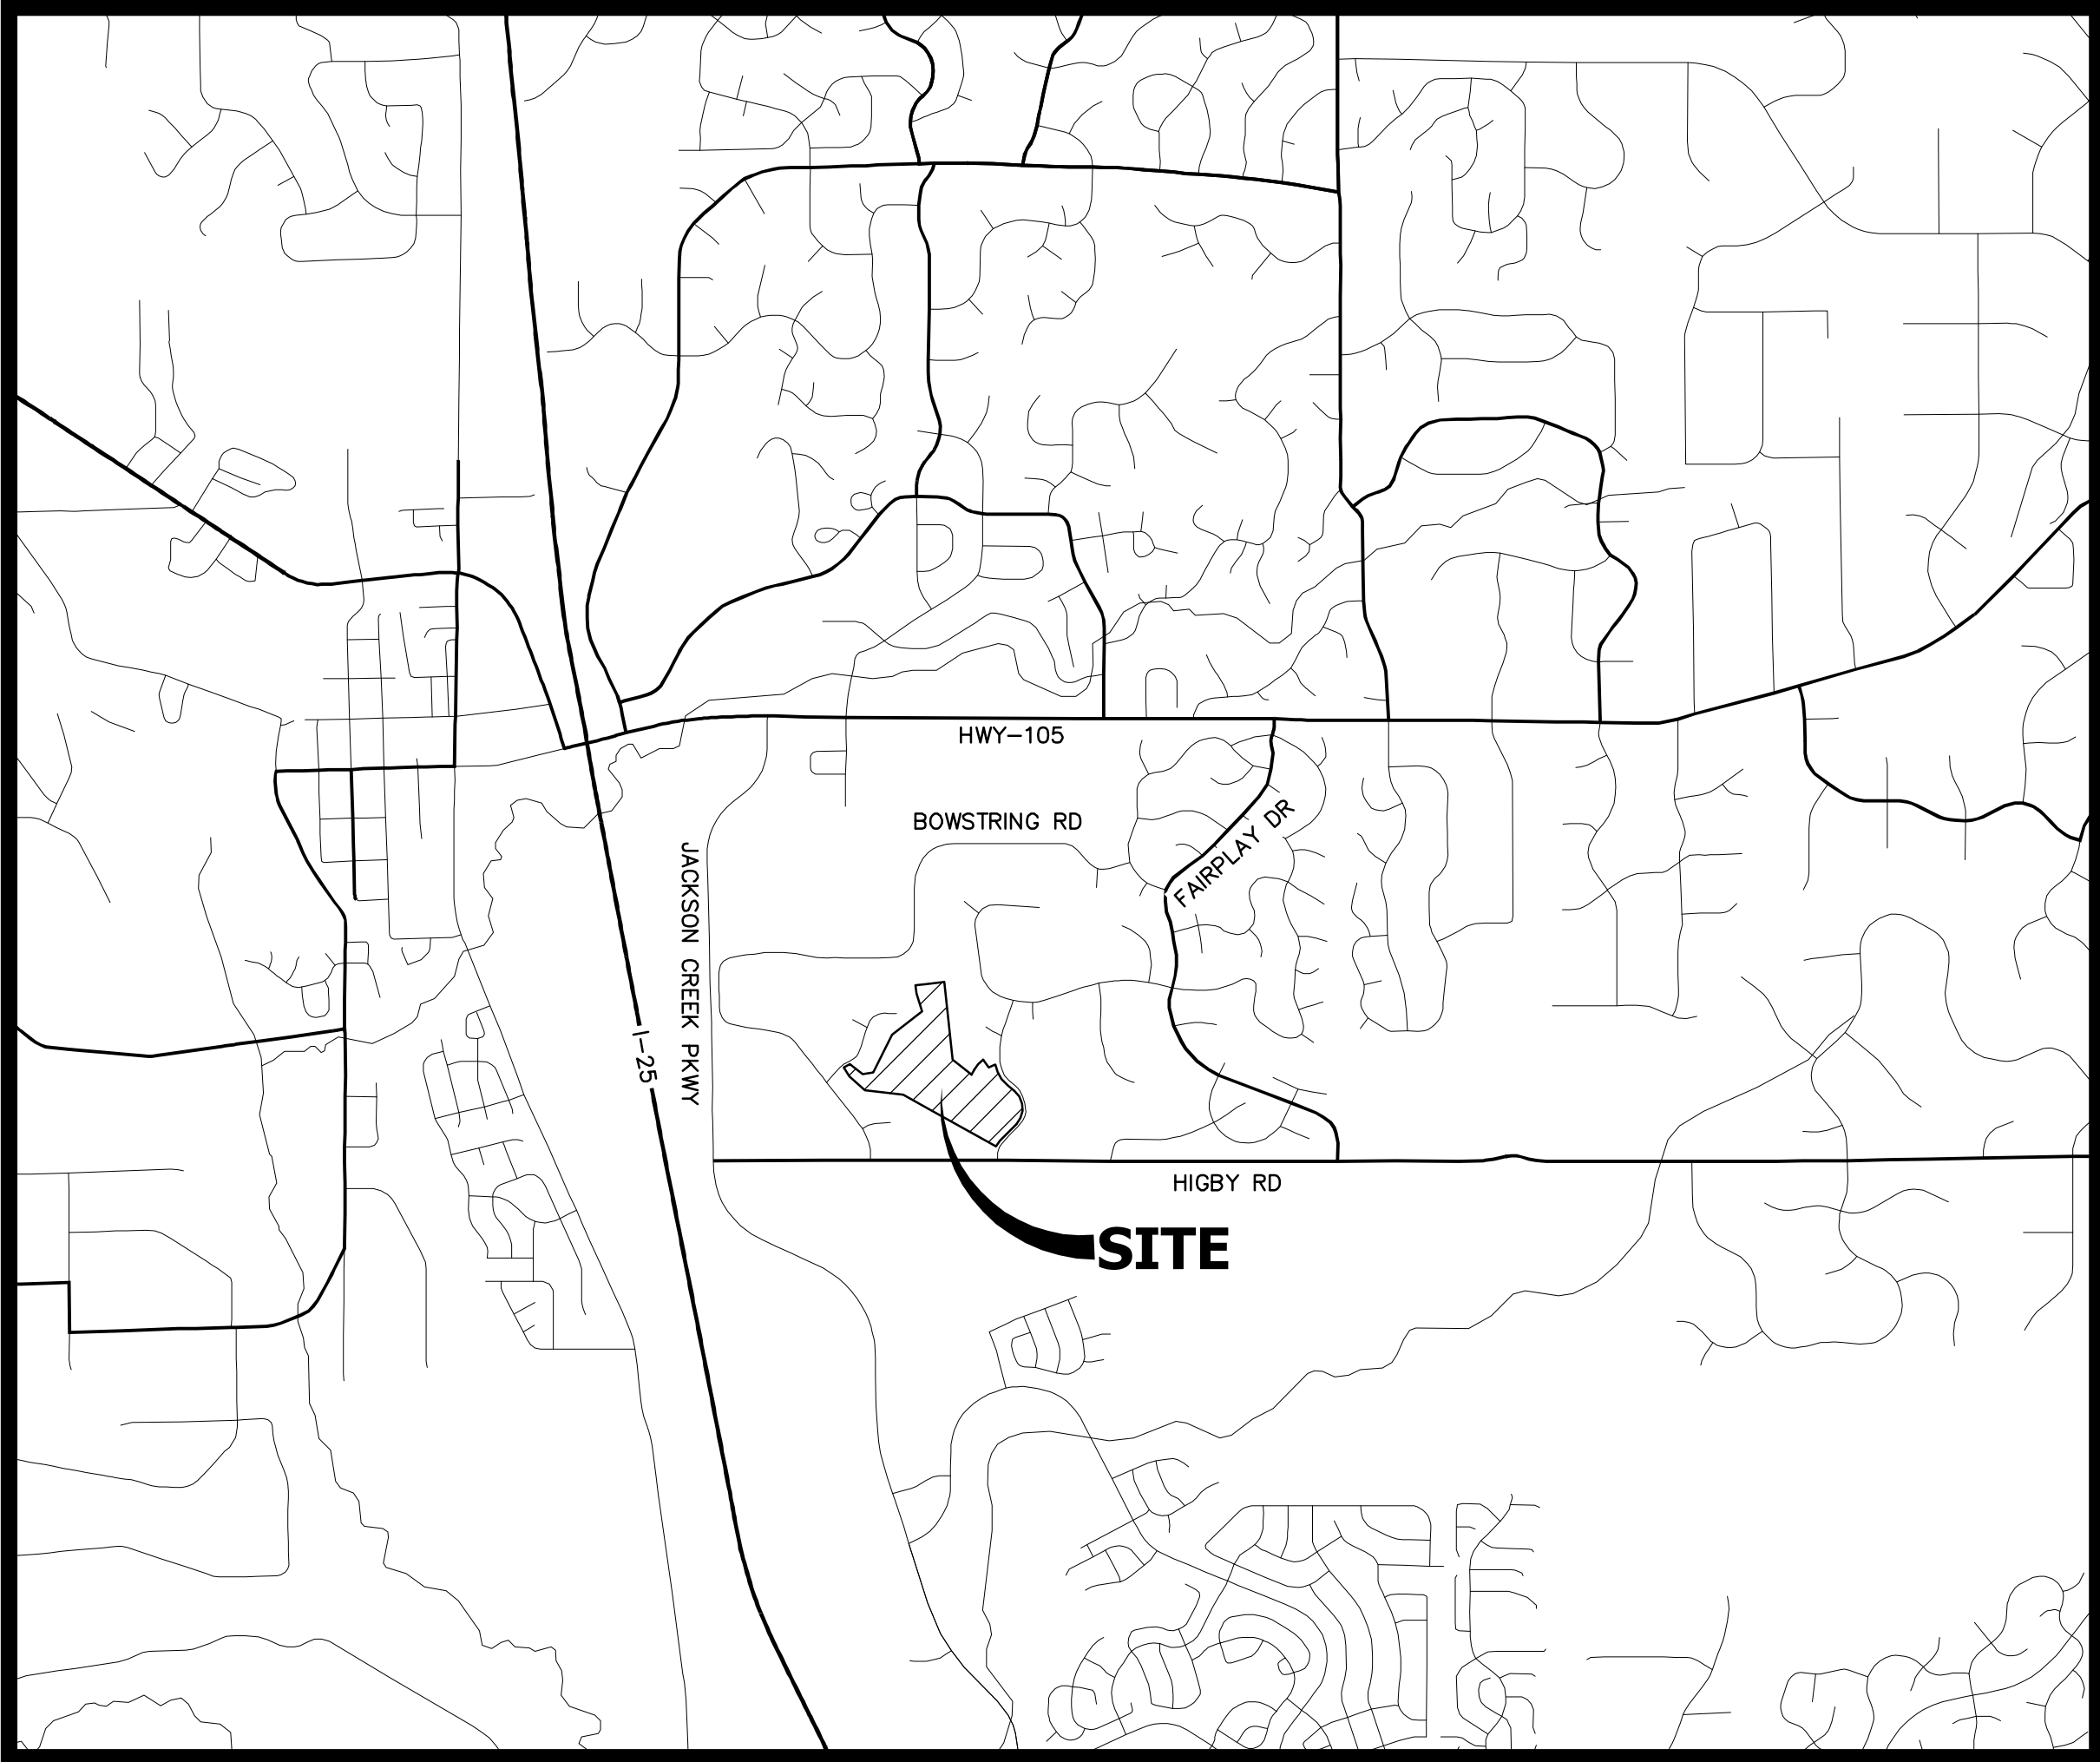 HWY-105
BOWSTRING RD
FAIRPLAY DR
JACKSON CREEK PKWY
I-25
HIGBY RD
SITE